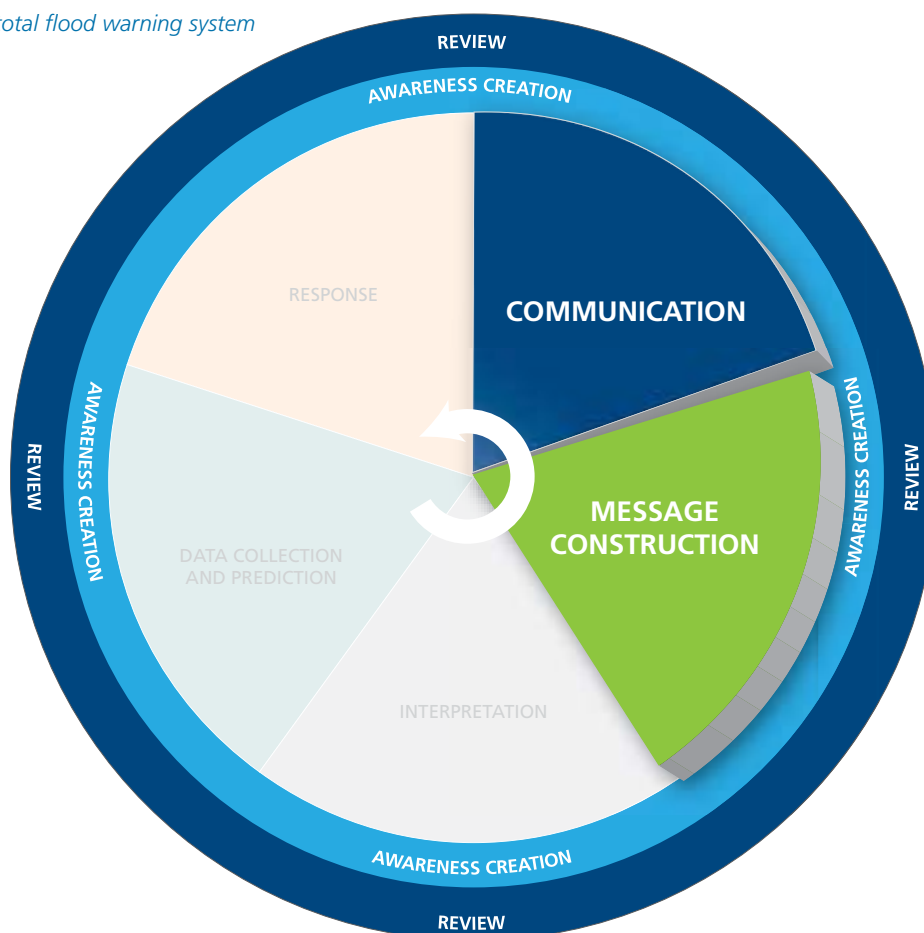 total flood warning system
REVIEW
AWARENESS CREATION
RESPONSE
COMMUNICATION
AWARENESS CREATION
REVIEW
AWARENESS CREATION
REVIEW
MESSAGE
CONSTRUCTION
DATA COLLECTION
AND PREDICTION
INTERPRETATION
AWARENESS CREATION
REVIEW